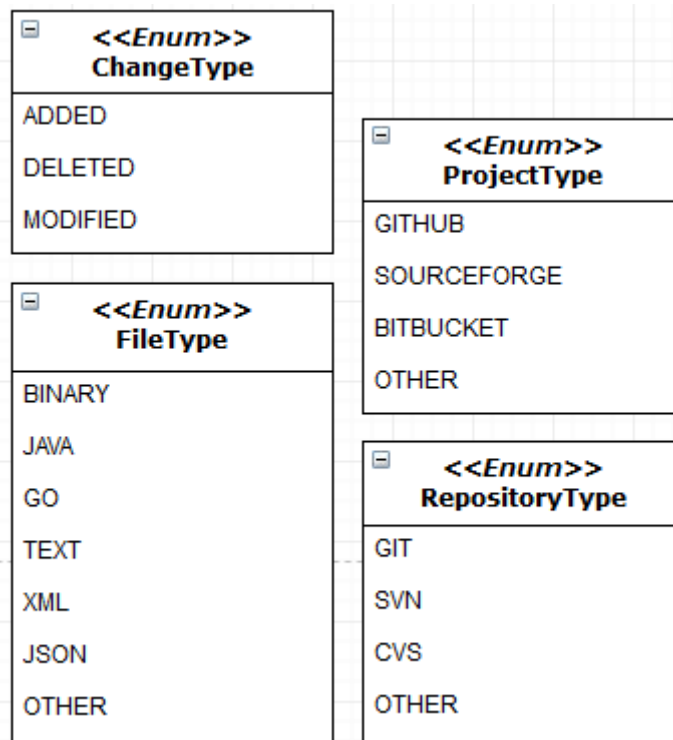 <<Enum>>
ChangeType
ADDED
DELETED
MODIFIED
<<Enum>>
FileType
BINARY
JAVA
GO
TEXT
XML
JSON
OTHER
<<Enum>>
ProjectType
GITHUB
SOURCEFORGE
BITBUCKET
OTHER
<<Enum>>
RepositoryType
GIT
SVN
CVS
OTHER